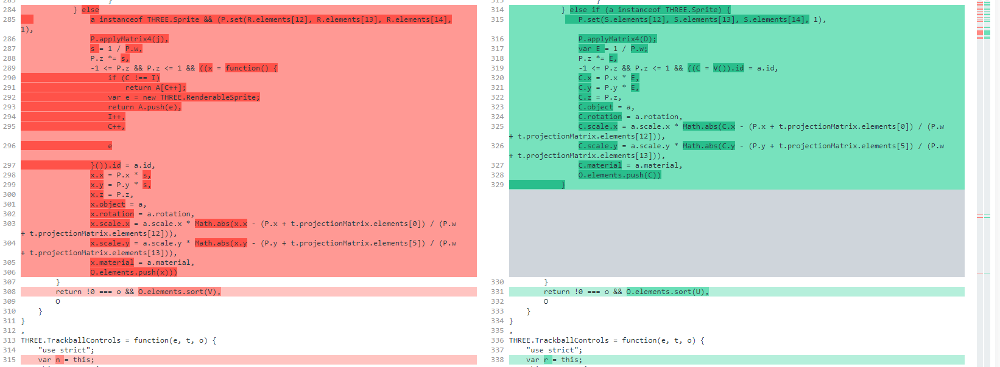 283 }
284 } else
285 a instanceof THREE.Sprite && (P.set(R.elements[12], R.elements[13], R.elements[14],
1),
286 P.applyMatrix4(j),
287 s = 1 / P.w,
288 P.z *= s,
289 -1 <= P.z && P.z <= 1 && ((x = function() {
290 if (C !== I)
291 return A[C++];
292 var e = new THREE.RenderableSprite;
293 return A.push(e),
294 I++,
295 C++,
296 e
297 }()).id = a.id,
298 x.x = P.x * s,
299 x.y = P.y * s,
300 x.z = P.z,
301 x.object = a,
302 x.rotation = a.rotation,
303 x.scale.x = a.scale.x * Math.abs(x.x - (P.x + t.projectionMatrix.elements[0]) / (P.w
+ t.projectionMatrix.elements[12])),
304 x.scale.y = a.scale.y * Math.abs(x.y - (P.y + t.projectionMatrix.elements[5]) / (P.w
+ t.projectionMatrix.elements[13])),
305 x.material = a.material,
306 O.elements.push(x)))
307 }
308 return !0 === o && O.elements.sort(V),
309 O
310 }
311 }
312 ,
313 THREE.TrackballControls = function(e, t, o) {
314 "use strict";
315 var n = this;
313 }
314 } else if (a instanceof THREE.Sprite) {
315 P.set(S.elements[12], S.elements[13], S.elements[14], 1),
316 P.applyMatrix4(D);
317 var E = 1 / P.w;
318 P.z *= E,
319 -1 <= P.z && P.z <= 1 && ((C = V()).id = a.id,
320 C.x = P.x * E,
321 C.y = P.y * E,
322 C.z = P.z,
323 C.object = a,
324 C.rotation = a.rotation,
325 C.scale.x = a.scale.x * Math.abs(C.x - (P.x + t.projectionMatrix.elements[0]) / (P.w
+ t.projectionMatrix.elements[12])),
326 C.scale.y = a.scale.y * Math.abs(C.y - (P.y + t.projectionMatrix.elements[5]) / (P.w
+ t.projectionMatrix.elements[13])),
327 C.material = a.material,
328 O.elements.push(C))
329 }
330 }
331 return !0 === o && O.elements.sort(U),
332 O
333 }
334 }
335 ,
336 THREE.TrackballControls = function(e, t, o) {
337 "use strict";
338 var r = this;